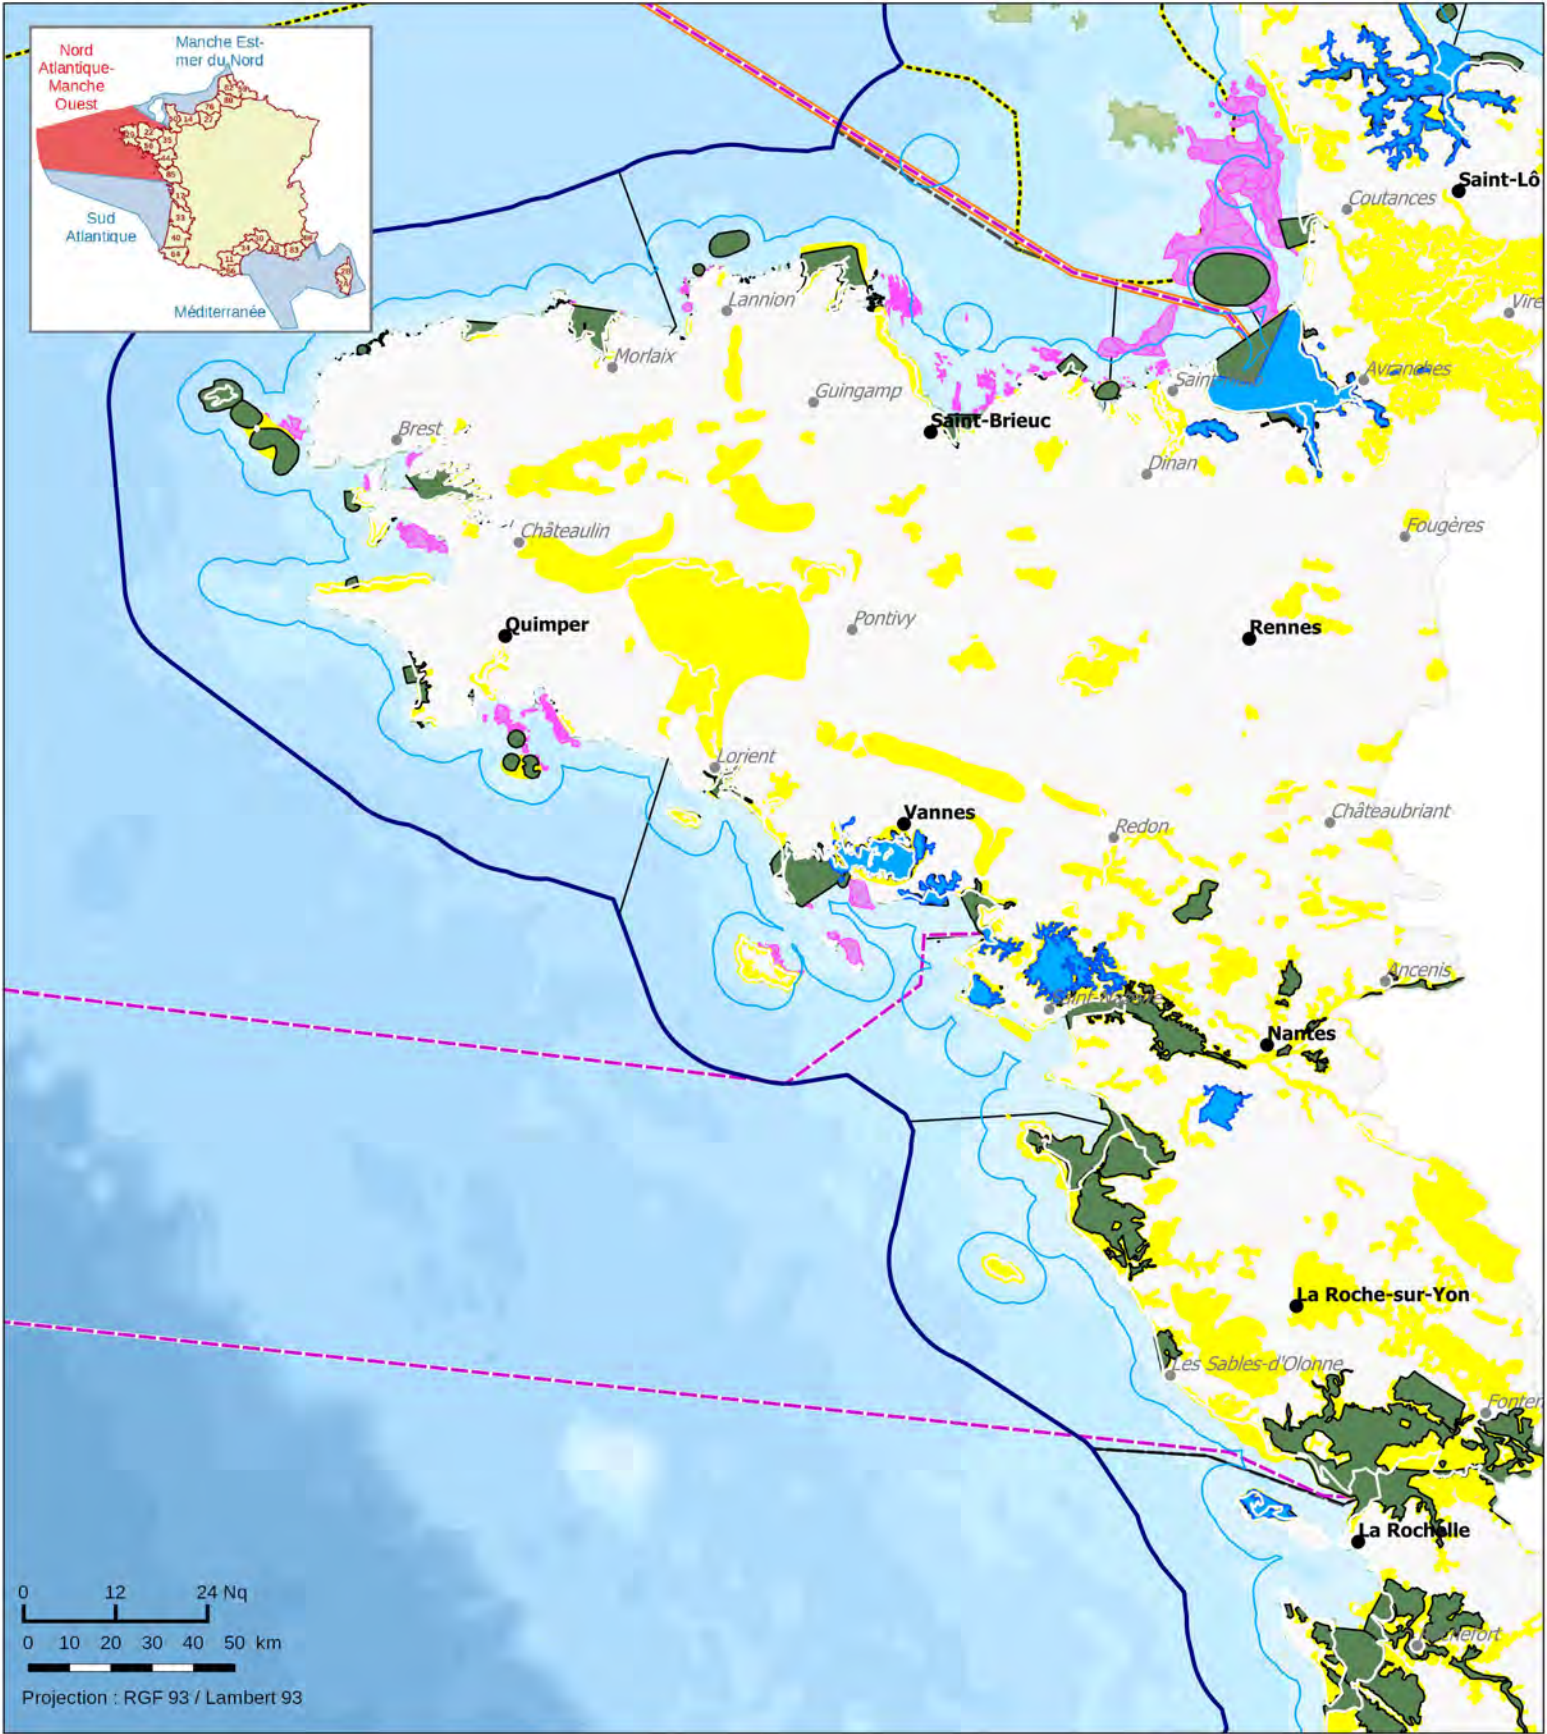 Nord
Atlantique-
Manche
Ouest
Manche Est-
mer du Nord
Sud
Atlantique
Méditerranée
Saint-Lô
Coutances
Vire
Lannion
Morlaix
Guingamp
Saint-Brieuc
Saint
Avranches
Brest
Dinan
Châteaulin
Fougères
Quimper
Pontivy
Rennes
4
Lorient
Vannes
Redon
Châteaubriant
Ancenis
Nantes
La Roche-sur-Yon
Les Sables-d'Olonne
Fonten
La Rochelle
0 12 24 Nq
0 10 20 30 40 50 km
Projection : RGF 93 / Lambert 93